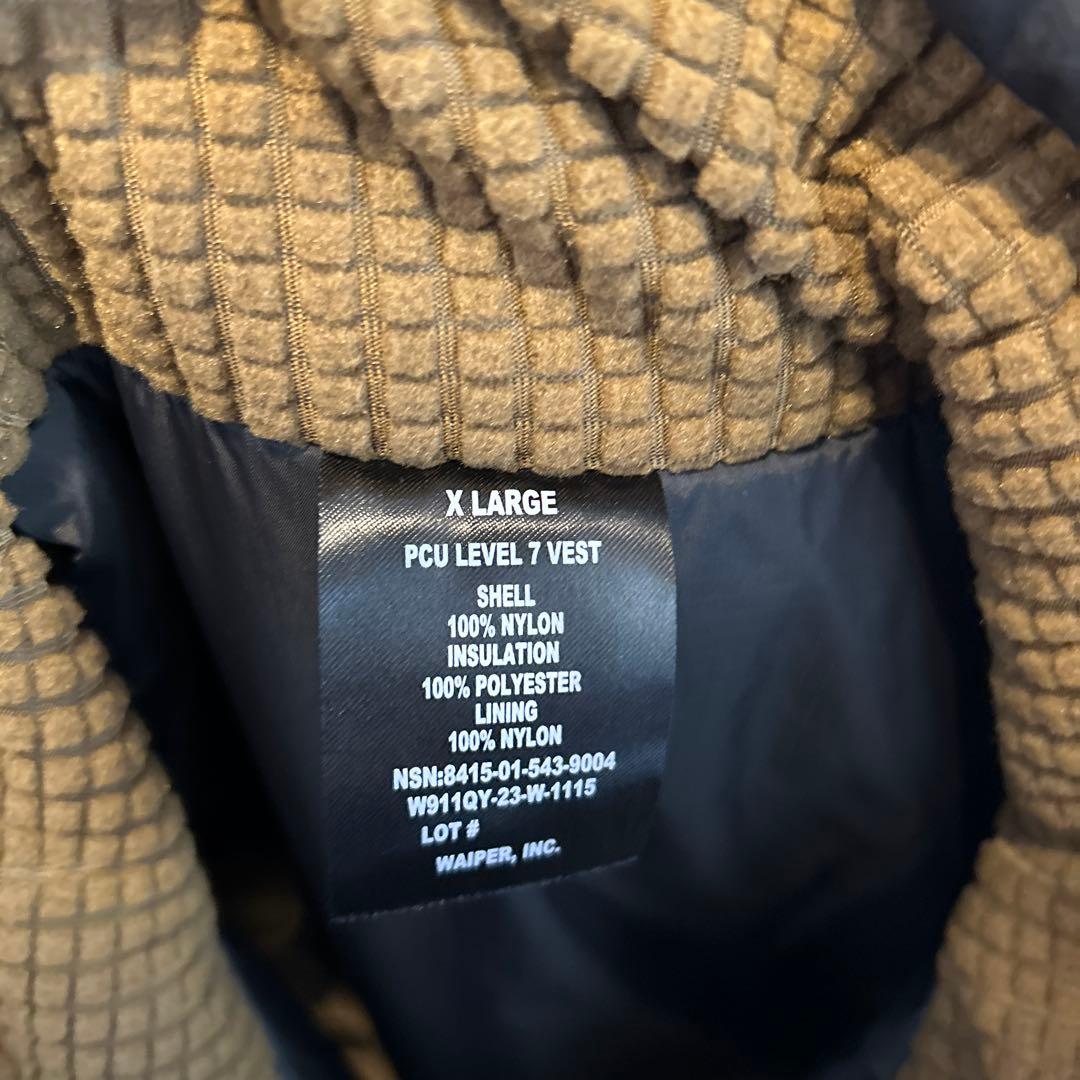 X LARGE
PCU LEVEL 7 VEST
SHELL
100% NYLON
INSULATION
100% POLYESTER
LINING
100% NYLON
NSN:8415-01-543-9004
W911QY-23-W-1115
LOT #
WAIPER, INC.